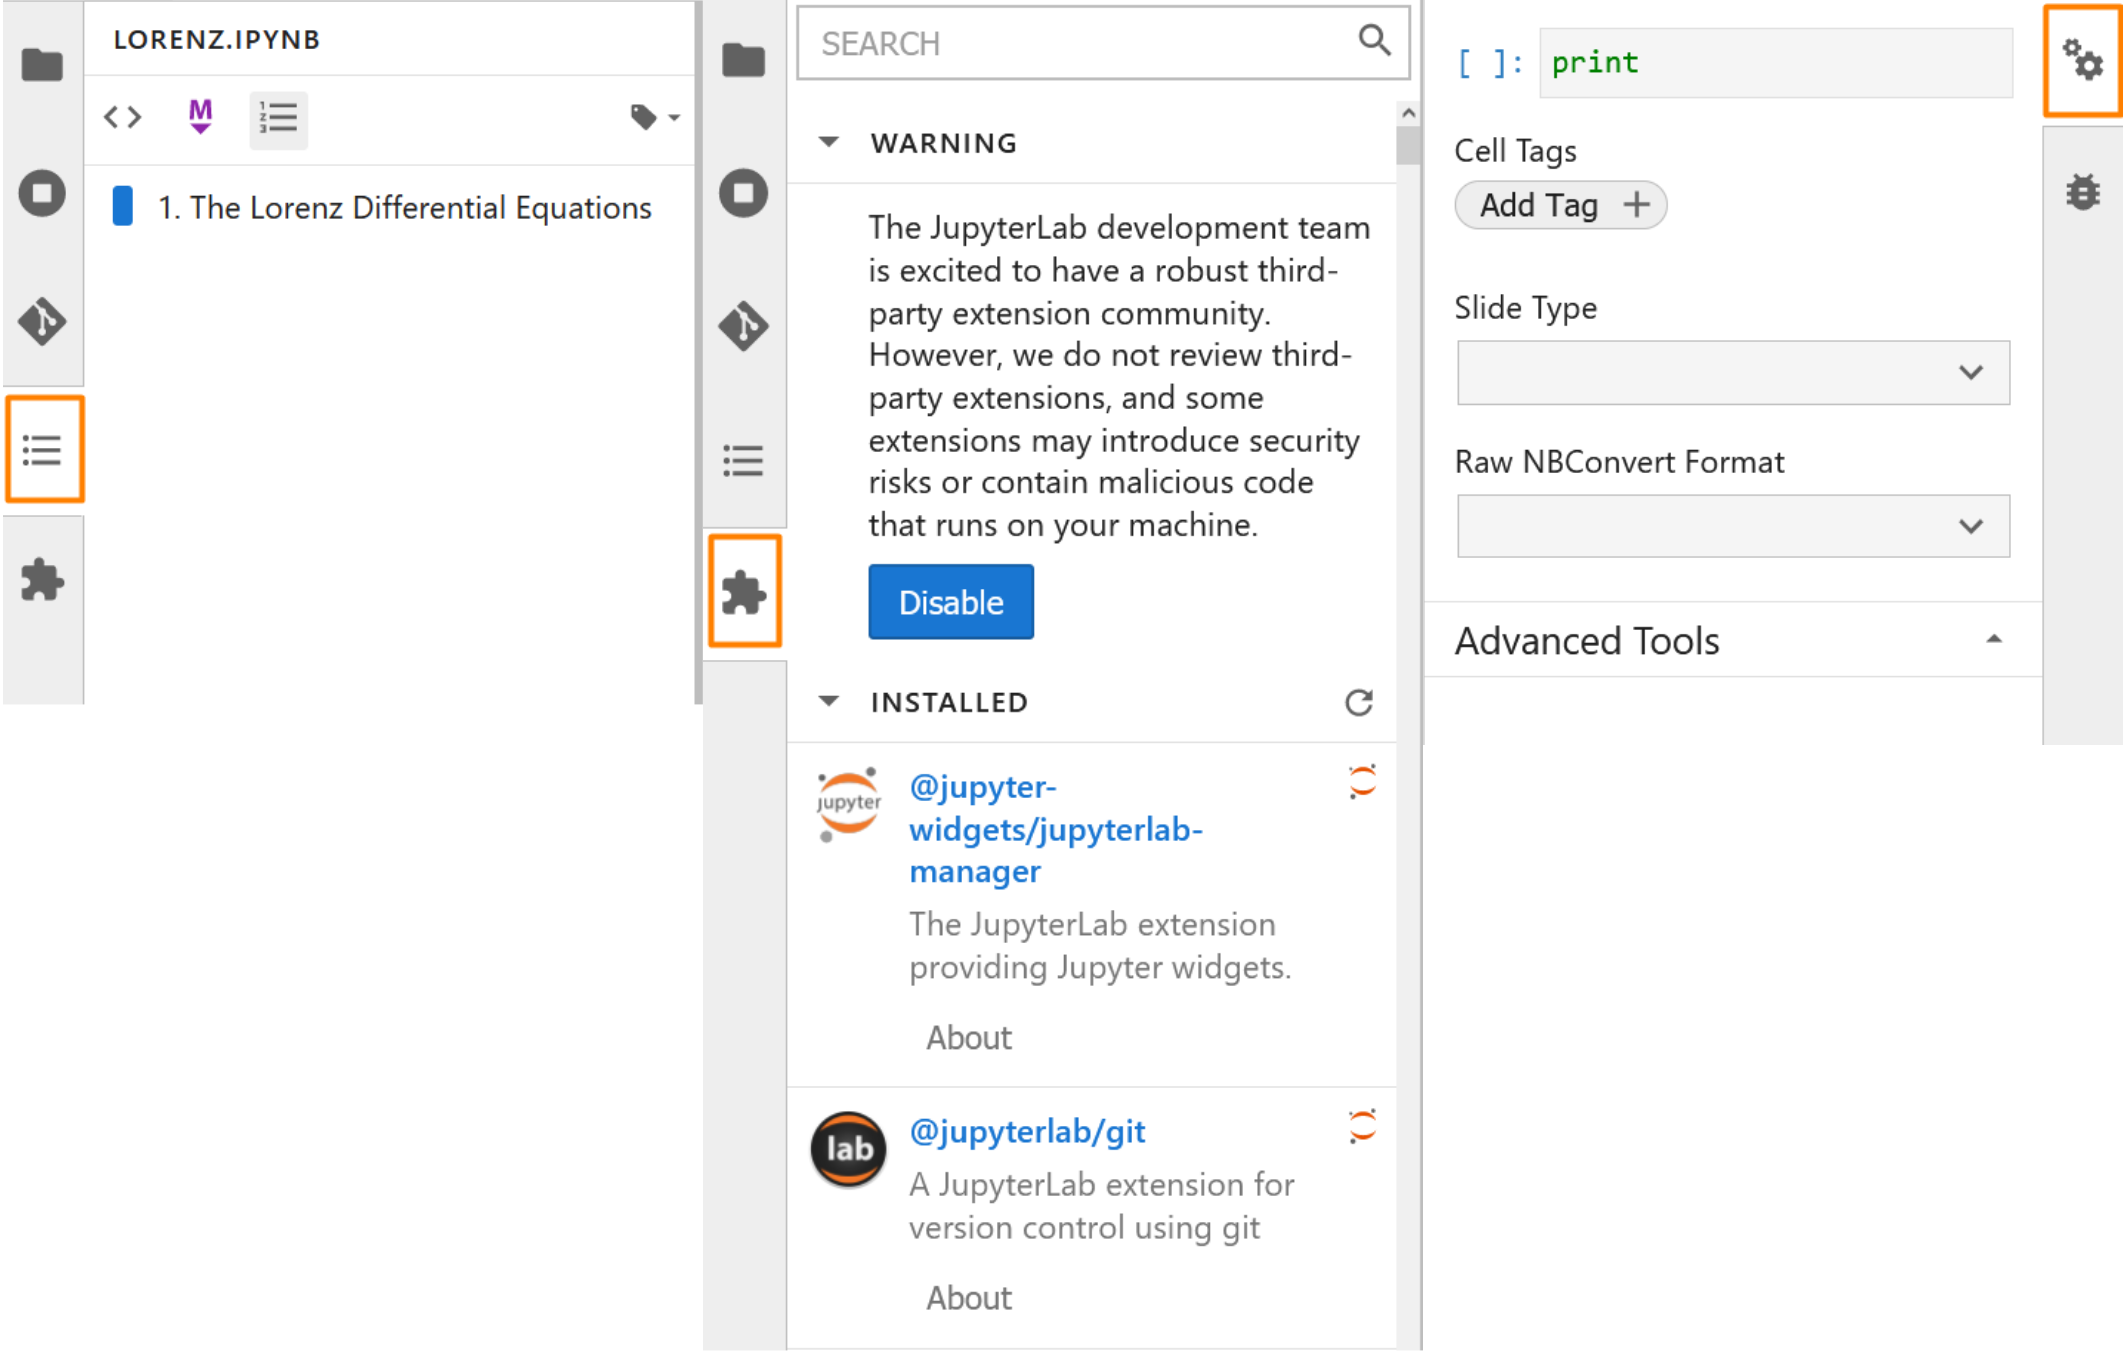 LORENZ.IPYNB
M
1
2
3
1. The Lorenz Differential Equations
SEARCH
WARNING
The JupyterLab development team
is excited to have a robust third-
party extension community.
However, we do not review third-
party extensions, and some
extensions may introduce security
risks or contain malicious code
that runs on your machine.
Disable
INSTALLED
jupyter
@jupyter-
widgets/jupyterlab-
manager
The JupyterLab extension
providing Jupyter widgets.
About
lab
@jupyterlab/git
A JupyterLab extension for
version control using git
About
[ ]: print
Cell Tags
Add Tag +
Slide Type
Raw NBConvert Format
Advanced Tools